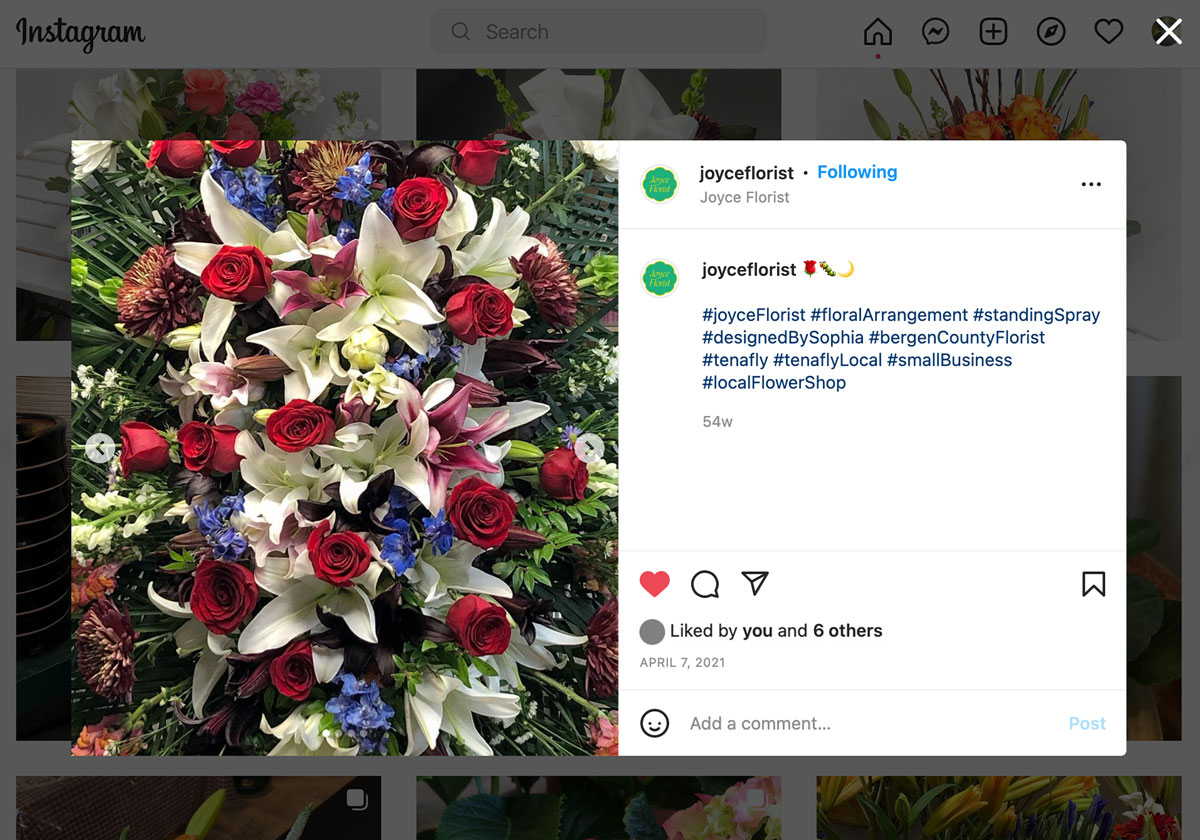 Instagram
Search
Joyce
Florist
joyceflorist • Following
Joyce Florist
Joyce
Florist
joyceflorist 🌹🐛🌙
#joyceFlorist #floralArrangement #standingSpray
#designedBySophia #bergenCountyFlorist
#tenafly #tenaflyLocal #smallBusiness
#localFlowerShop
54w
Liked by you and 6 others
APRIL 7, 2021
Add a comment...
Post